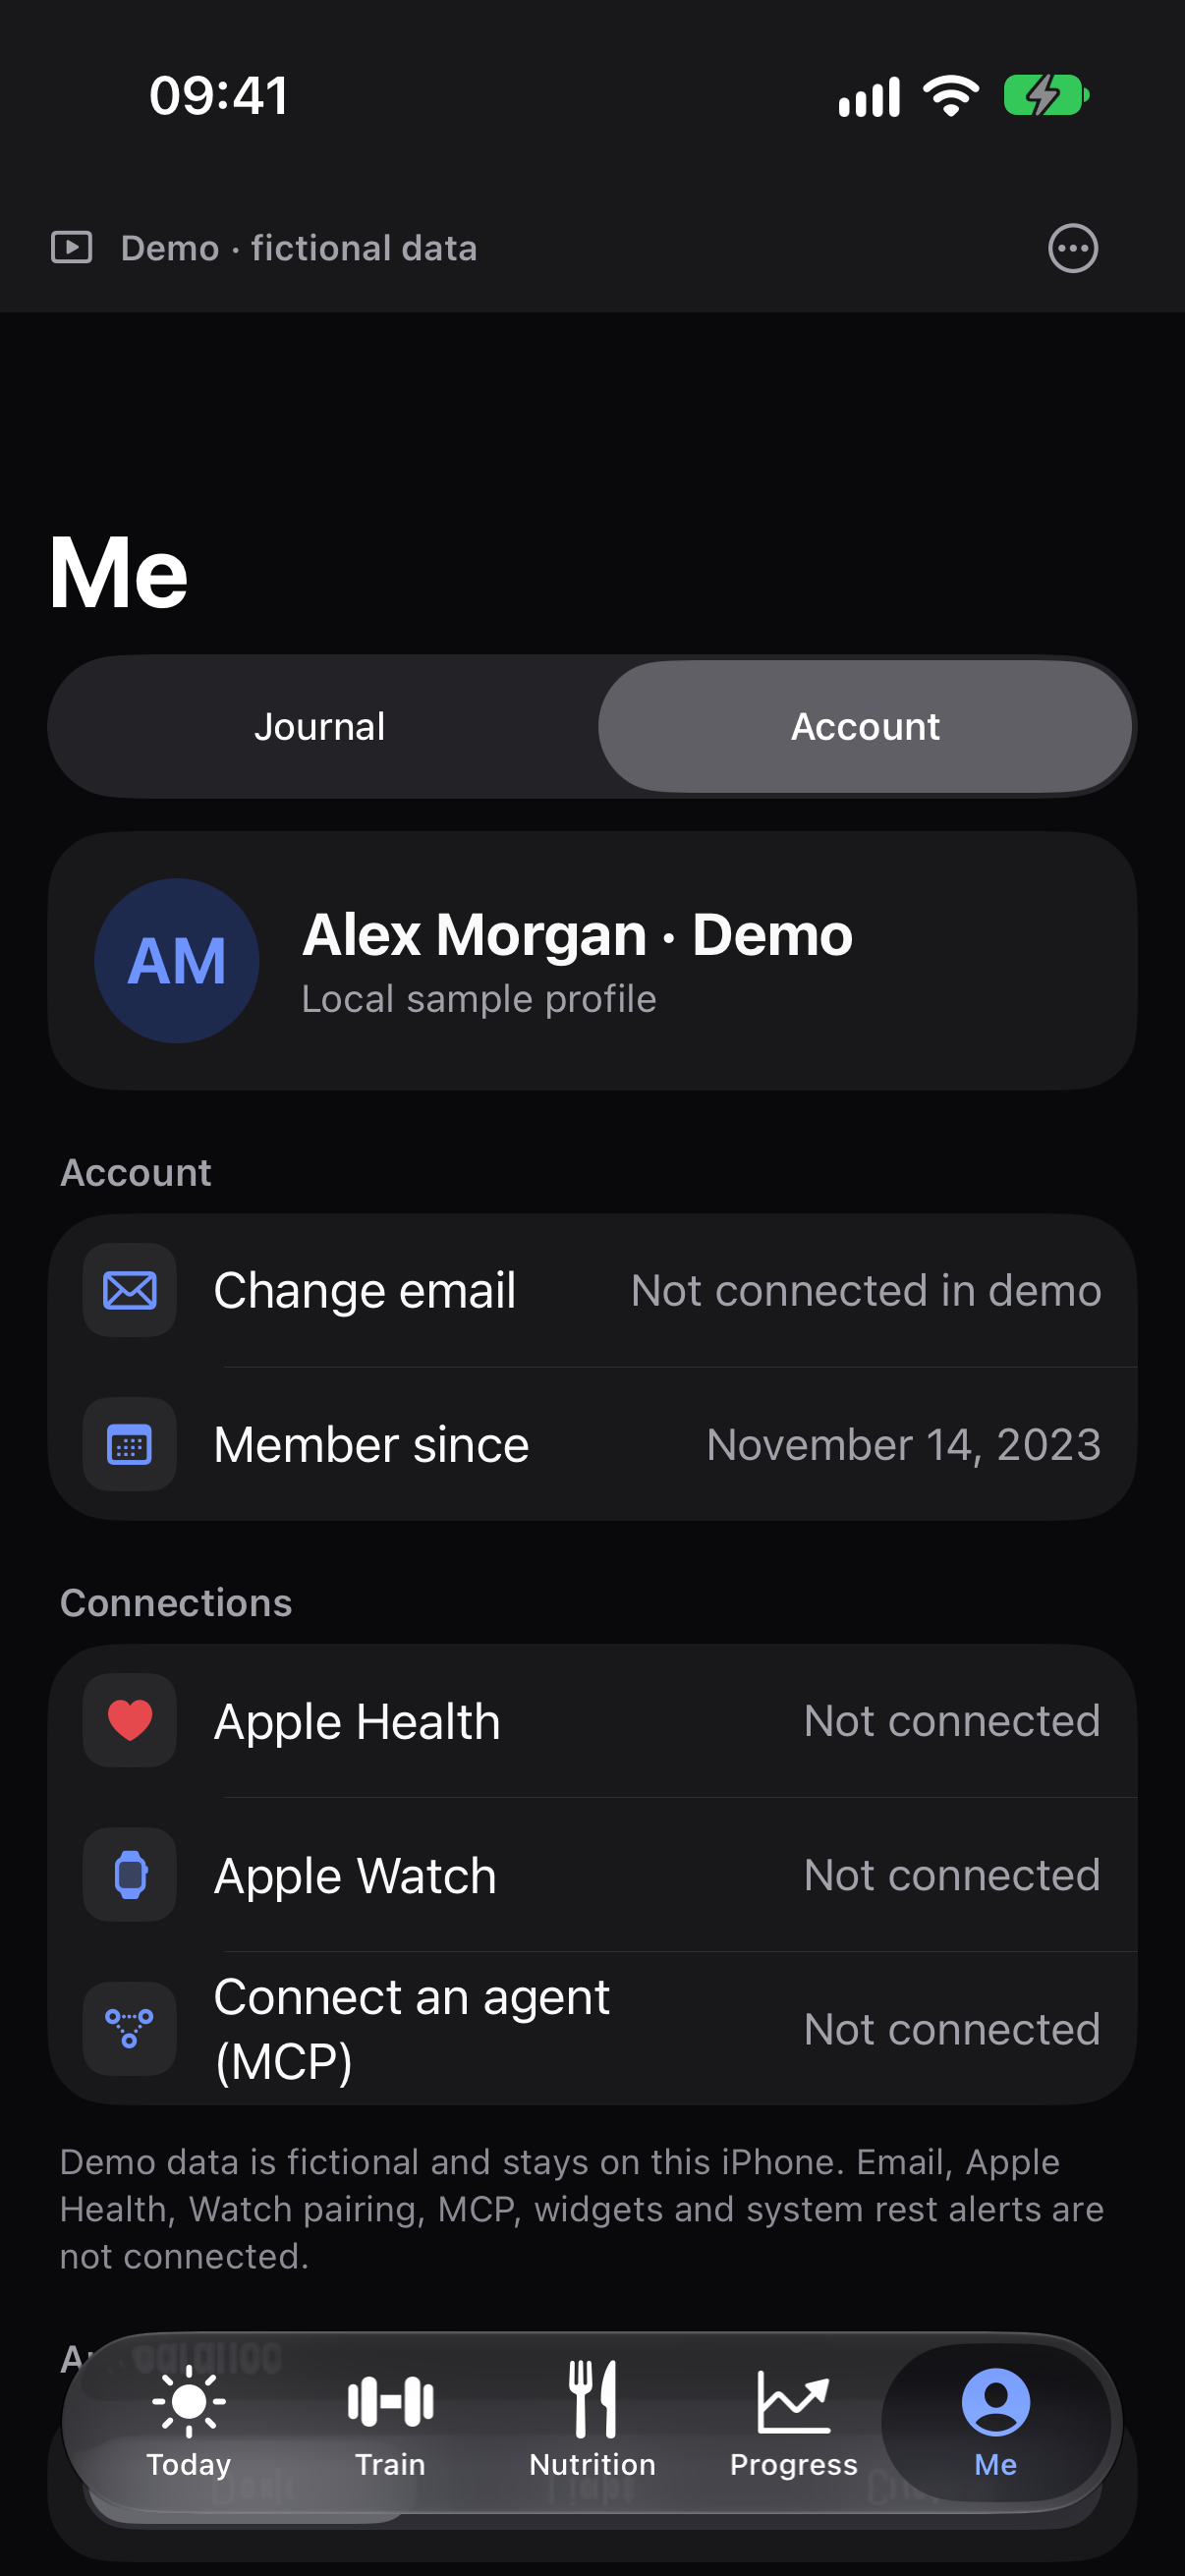 09:41
Demo · fictional data
Me
Journal
Account
AM
Alex Morgan · Demo
Local sample profile
Account
Change email
Not connected in demo
Member since
November 14, 2023
Connections
Apple Health
Not connected
Apple Watch
Not connected
Connect an agent
(MCP)
Not connected
Demo data is fictional and stays on this iPhone. Email, Apple
Health, Watch pairing, MCP, widgets and system rest alerts are
not connected.
Today
Train
Nutrition
Progress
Me